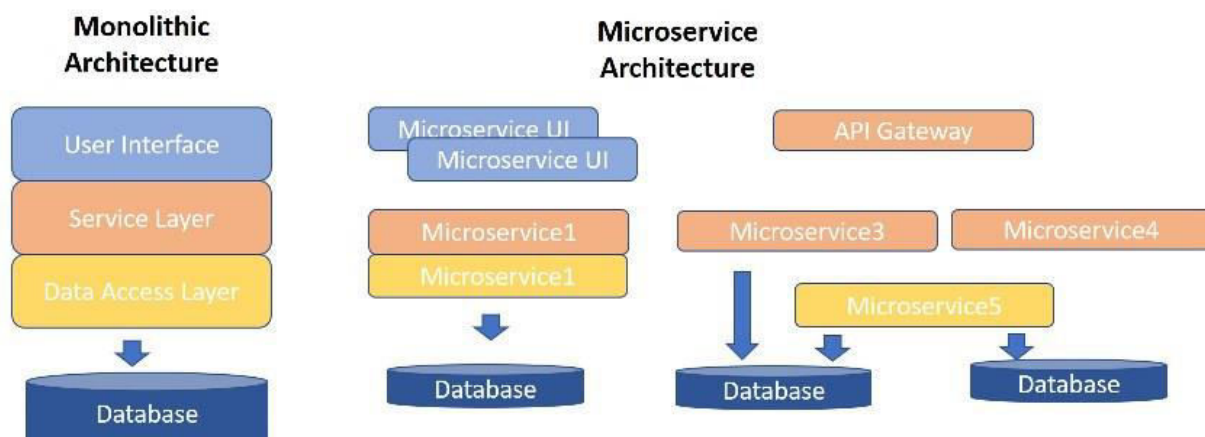 Monolithic
Architecture
User Interface
Service Layer
Data Access Layer
Database
Microservice
Architecture
Microservice UI
Microservice UI
API Gateway
Microservice1
Microservice1
Microservice3
Microservice4
Microservice5
Database
Database
Database